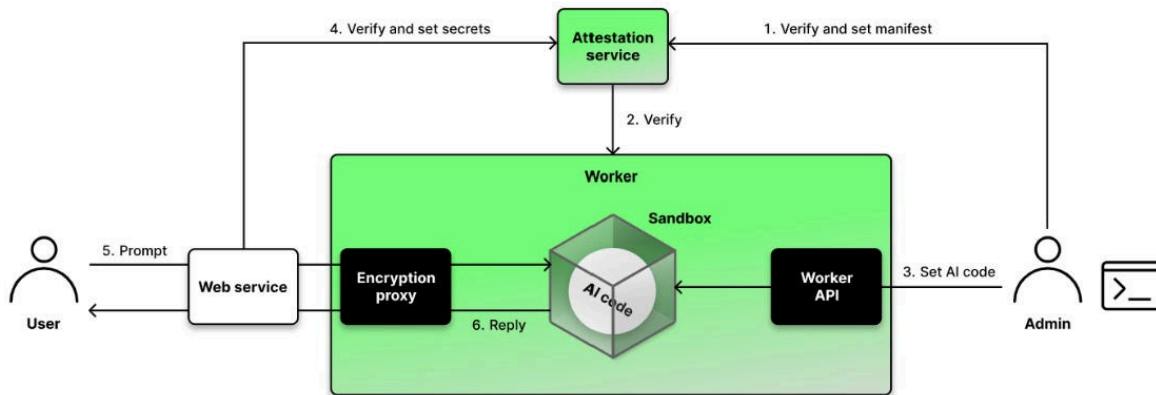 4. Verify and set secrets
Attestation
service
1. Verify and set manifest
2. Verify
Worker
Sandbox
5. Prompt
Web service
Encryption
proxy
AI code
Worker
API
3. Set AI code
6. Reply
User
Admin